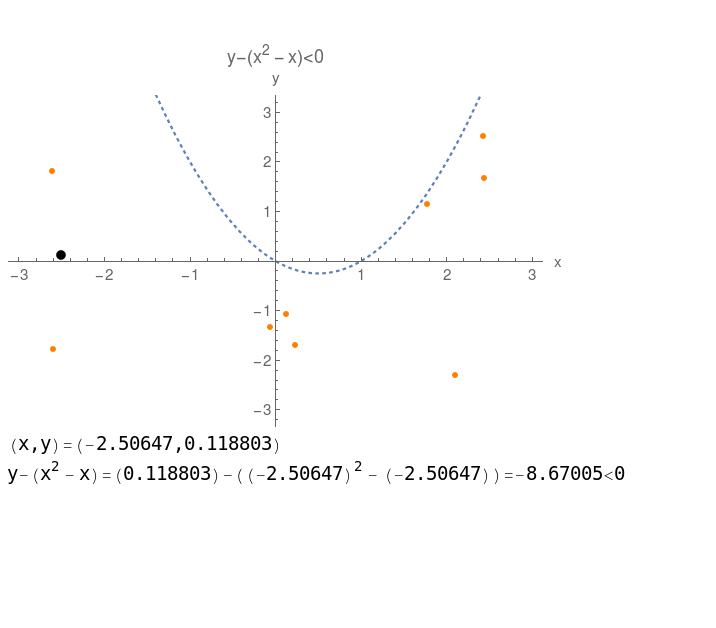 y−(x² − x)<0
y
3
2
1
−3 −2 −1 1 2 3 x
−1
−2
−3
(x,y)=(−2.50647,0.118803)
y−(x² − x)=(0.118803)−((−2.50647)² − (−2.50647))=−8.67005<0